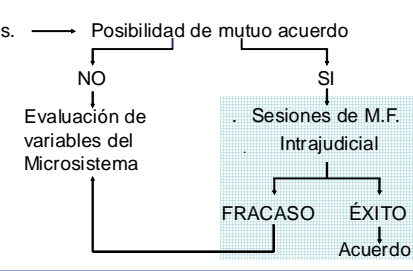 s. Posibilidad de mutuo acuerdo
NO SI
Evaluación de
variables del
Microsistema
. Sesiones de M.F.
. Intrajudicial
FRACASO ÉXITO
Acuerdo